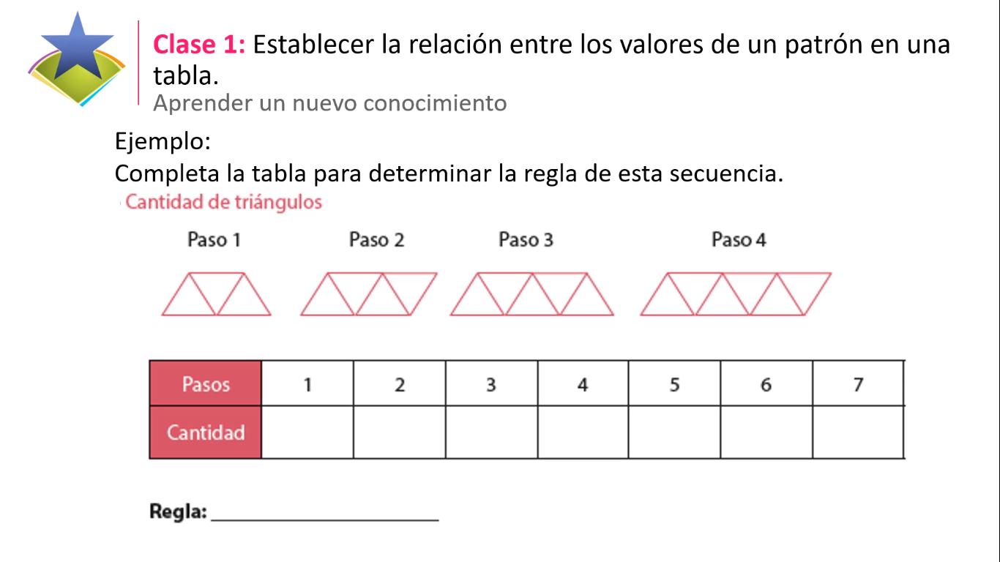 Clase 1: Establecer la relación entre los valores de un patrón en una
tabla.
Aprender un nuevo conocimiento
Ejemplo:
Completa la tabla para determinar la regla de esta secuencia.
Cantidad de triángulos
Paso 1 Paso 2 Paso 3 Paso 4
Pasos 1 2 3 4 5 6 7
Cantidad
Regla: ____________________